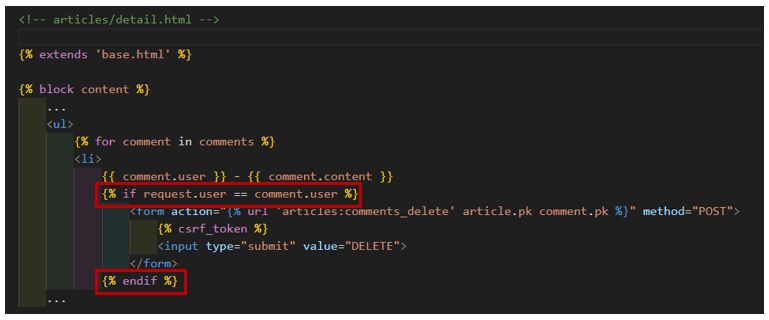 <!-- articles/detail.html -->
{% extends 'base.html' %}
{% block content %}
...
<ul>
{% for comment in comments %}
<li>
{{ comment.user }} - {{ comment.content }}
{% if request.user == comment.user %}
<form action="{% url 'articles:comments_delete' article.pk comment.pk %}" method="POST">
{% csrf_token %}
<input type="submit" value="DELETE">
</form>
{% endif %}
...